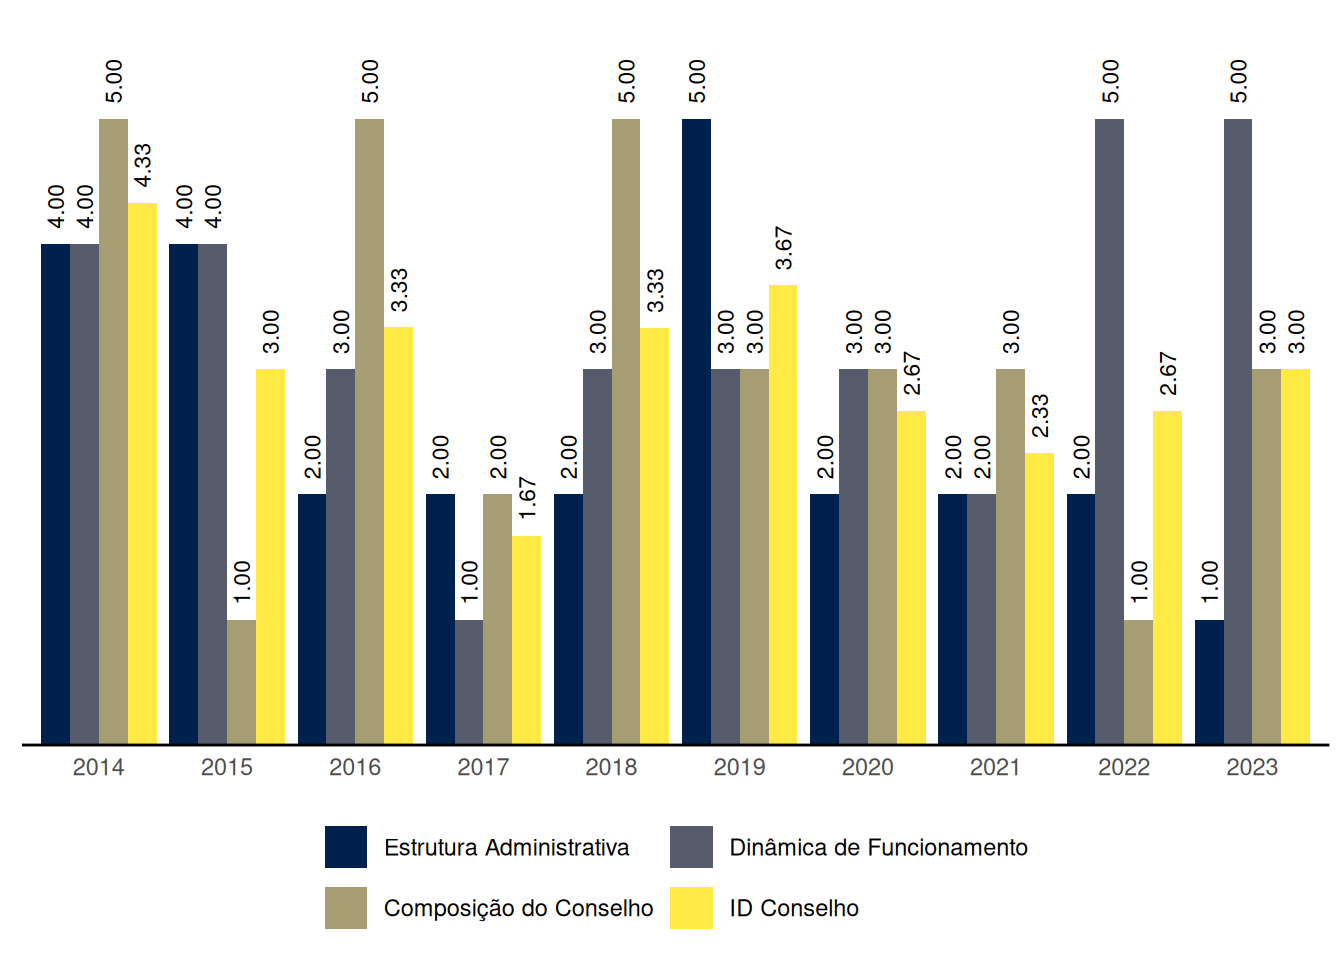 5.00 5.00 5.00 5.00 5.00 5.00
4.33
4.00 4.00 4.00 4.00
3.67
3.33 3.33
3.00 3.00 3.00 3.00 3.00 3.00 3.00 3.00 3.00 3.00
2.67 2.67
2.33
2.00 2.00 2.00 2.00 2.00 2.00 2.00 2.00
1.67
1.00 1.00 1.00 1.00
2014 2015 2016 2017 2018 2019 2020 2021 2022 2023
Estrutura Administrativa Dinâmica de Funcionamento
Composição do Conselho ID Conselho